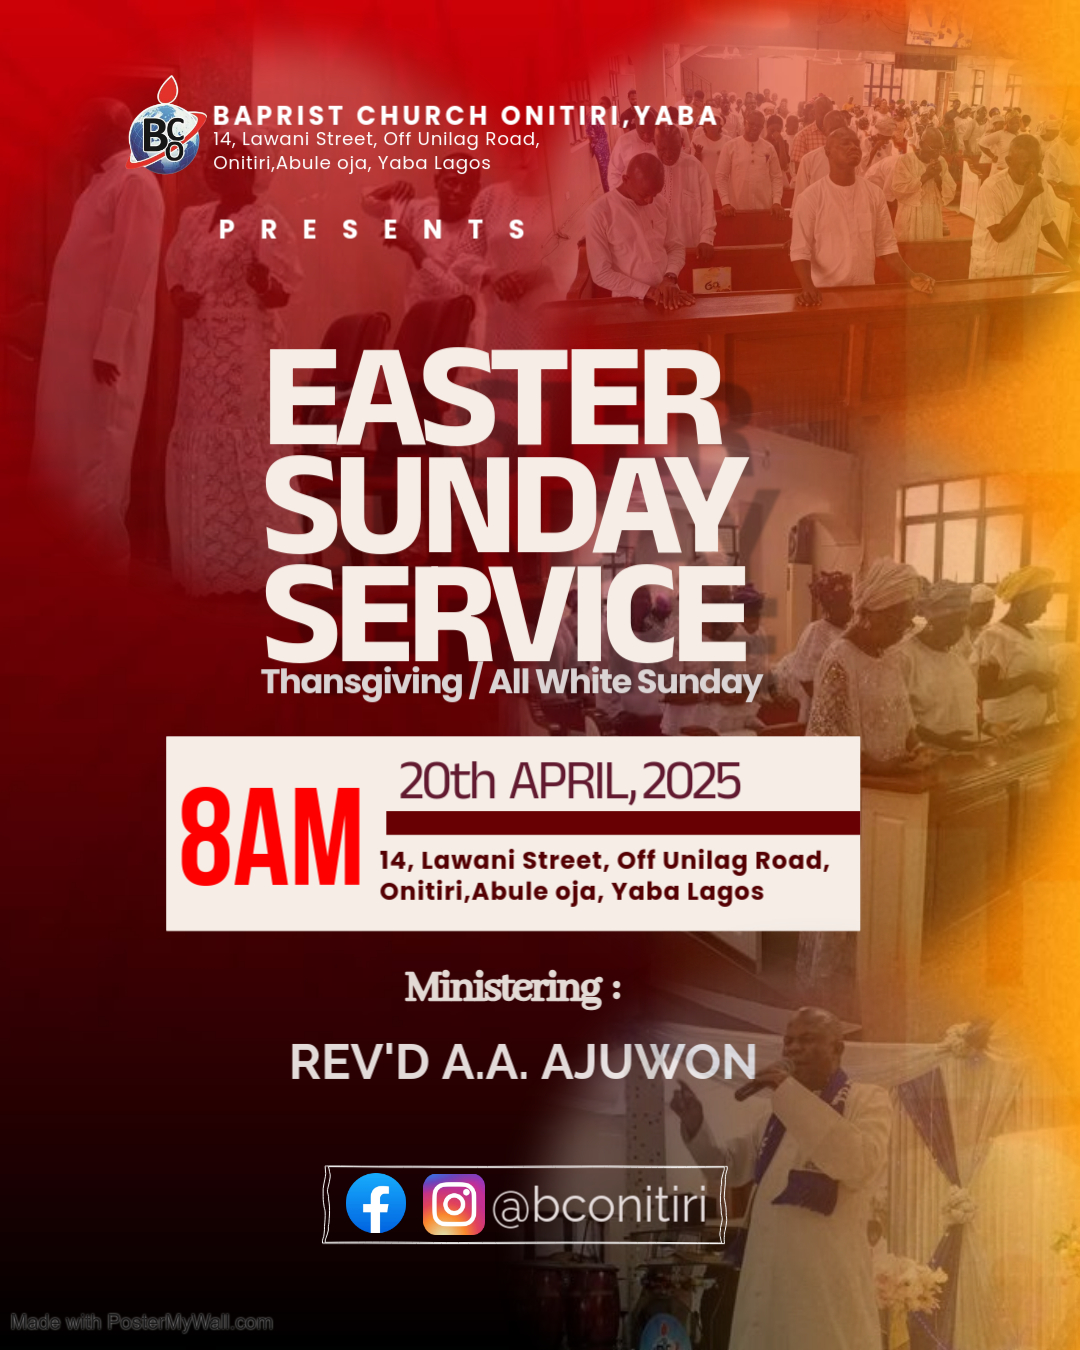 BCO
BAPRIST CHURCH ONITIRI,YABA
14, Lawani Street, Off Unilag Road,
Onitiri,Abule oja, Yaba Lagos
PRESENTS
EASTER
SUNDAY
SERVICE
Thansgiving / All White Sunday
8AM
20th APRIL, 2025
14, Lawani Street, Off Unilag Road,
Onitiri,Abule oja, Yaba Lagos
Ministering :
REV'D A.A. AJUWON
@bconitiri
Made with PosterMyWall.com